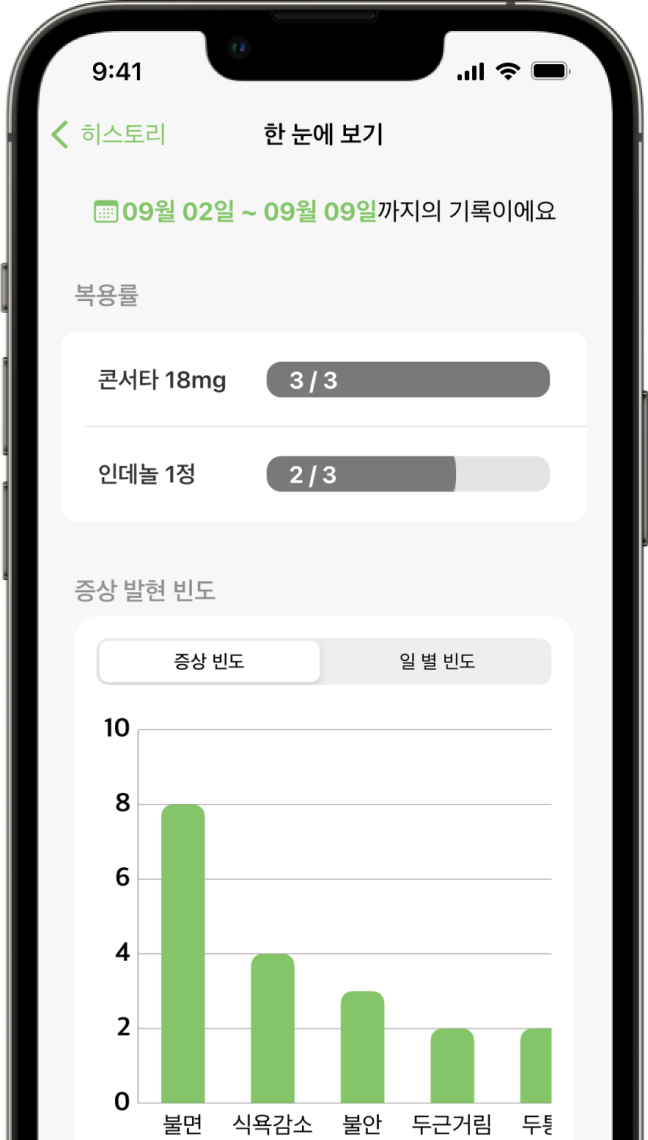 9:41
히스토리 한 눈에 보기
09월 02일 ~ 09월 09일까지의 기록이에요
복용률
콘서타 18mg 3 / 3
인데놀 1정 2 / 3
증상 발현 빈도
증상 빈도 일 별 빈도
10
8
6
4
2
0
불면 식욕감소 불안 두근거림